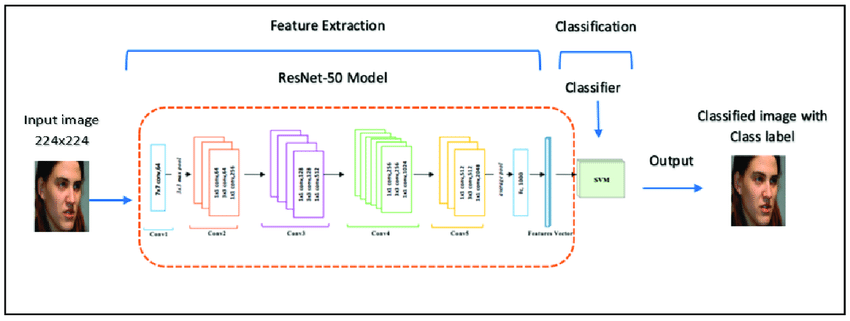 Feature Extraction
Classification
ResNet-50 Model
Classifier
Input image
224x224
Classified image with
Class label
7x7 conv,64
3x3 max pool
1x1 conv,64
3x3 conv,64
1x1 conv,256
1x1 conv,128
3x3 conv,128
1x1 conv,512
1x1 conv,256
3x3 conv,256
1x1 conv,1024
1x1 conv,512
3x3 conv,512
1x1 conv,2048
average pool
fc, 1000
SVM
Output
Conv1
Conv2
Conv3
Conv4
Conv5
Features Vector